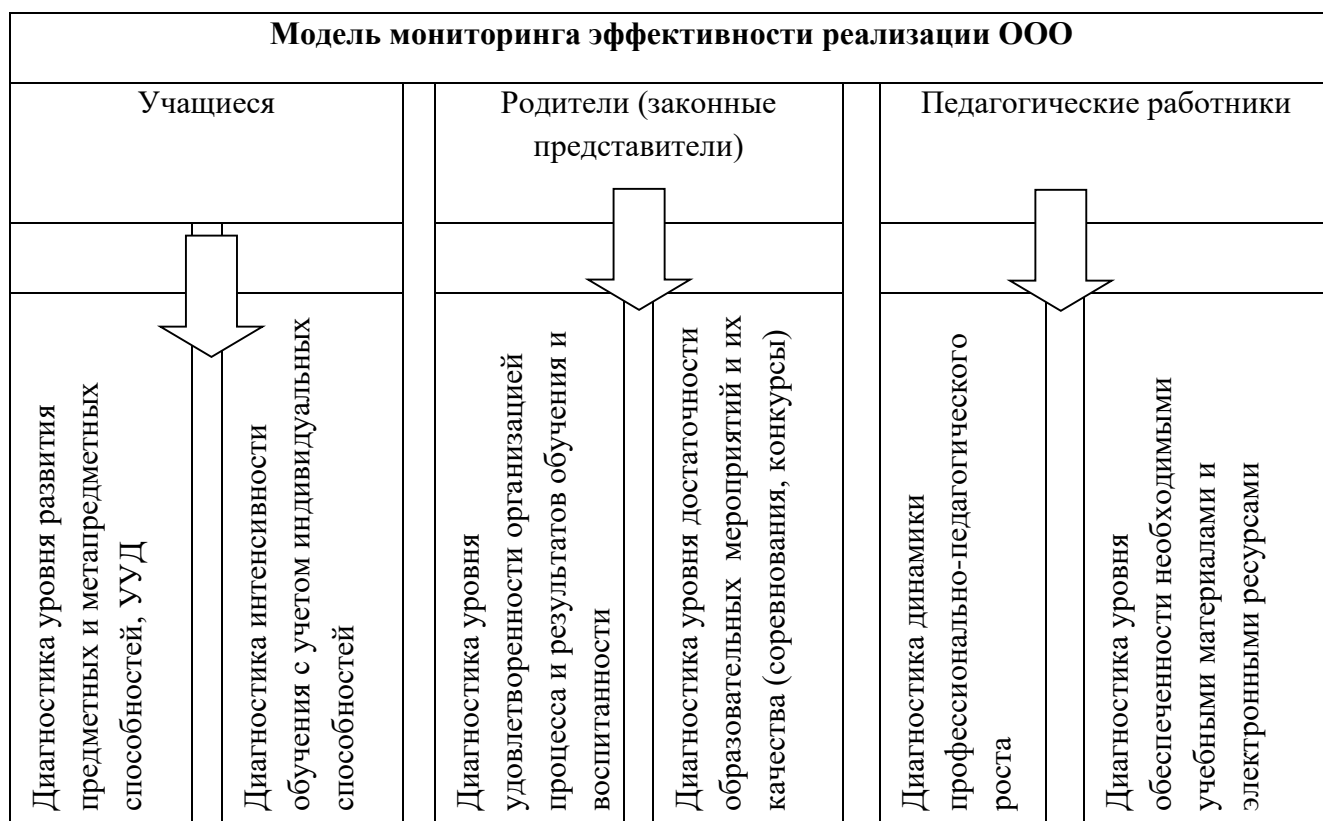 Модель мониторинга эффективности реализации ООО
Учащиеся
Родители (законные
представители)
Педагогические работники
Диагностика уровня развития
предметных и метапредметных
способностей, УУД
Диагностика интенсивности
обучения с учетом индивидуальных
способностей
Диагностика уровня
удовлетворенности организацией
процесса и результатов обучения и
воспитанности
Диагностика уровня достаточности
образовательных мероприятий и их
качества (соревнования, конкурсы)
Диагностика динамики
профессионально-педагогического
роста
Диагностика уровня
обеспеченности необходимыми
учебными материалами и
электронными ресурсами